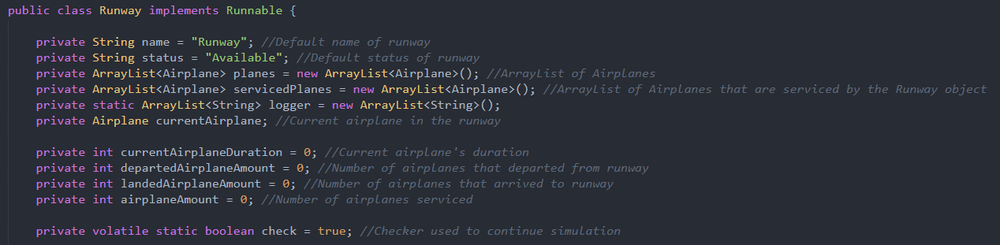 public class Runway implements Runnable {
private String name = "Runway"; //Default name of runway
private String status = "Available"; //Default status of runway
private ArrayList<Airplane> planes = new ArrayList<Airplane>(); //ArrayList of Airplanes
private ArrayList<Airplane> servicedPlanes = new ArrayList<Airplane>(); //ArrayList of Airplanes that are serviced by the Runway object
private static ArrayList<String> logger = new ArrayList<String>();
private Airplane currentAirplane; //Current airplane in the runway
private int currentAirplaneDuration = 0; //Current airplane's duration
private int departedAirplaneAmount = 0; //Number of airplanes that departed from runway
private int landedAirplaneAmount = 0; //Number of airplanes that arrived to runway
private int airplaneAmount = 0; //Number of airplanes serviced
private volatile static boolean check = true; //Checker used to continue simulation